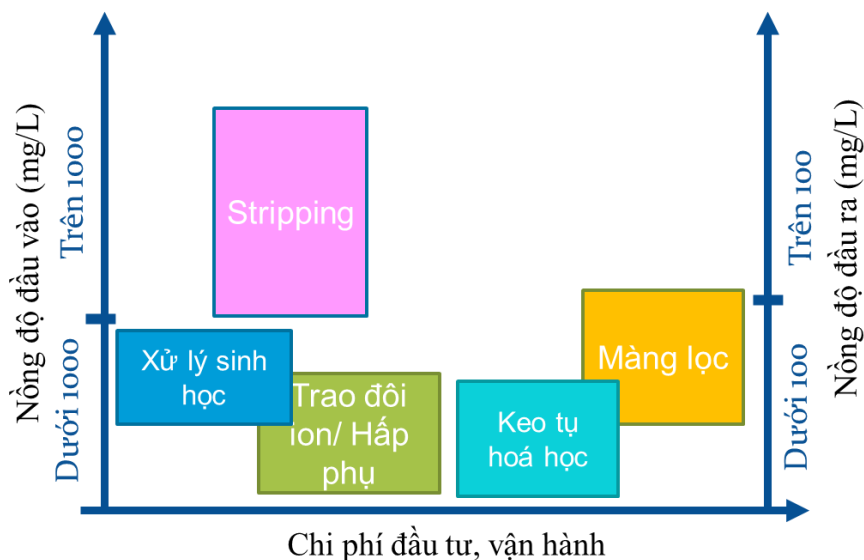 Nồng độ đầu vào (mg/L)
Trên 1000
Dưới 1000
Stripping
Xử lý sinh
học
Trao đôi
ion/ Hấp
phụ
Keo tụ
hoá học
Màng lọc
Trên 100
Dưới 100
Nồng độ đầu ra (mg/L)
Chi phí đầu tư, vận hành